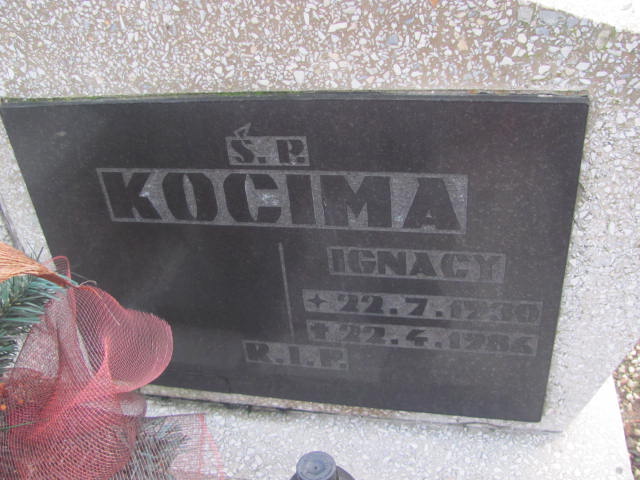 Ś. P.
KOCIMA
IGNACY
22.7.1930
22.4.1986
R.I.P.